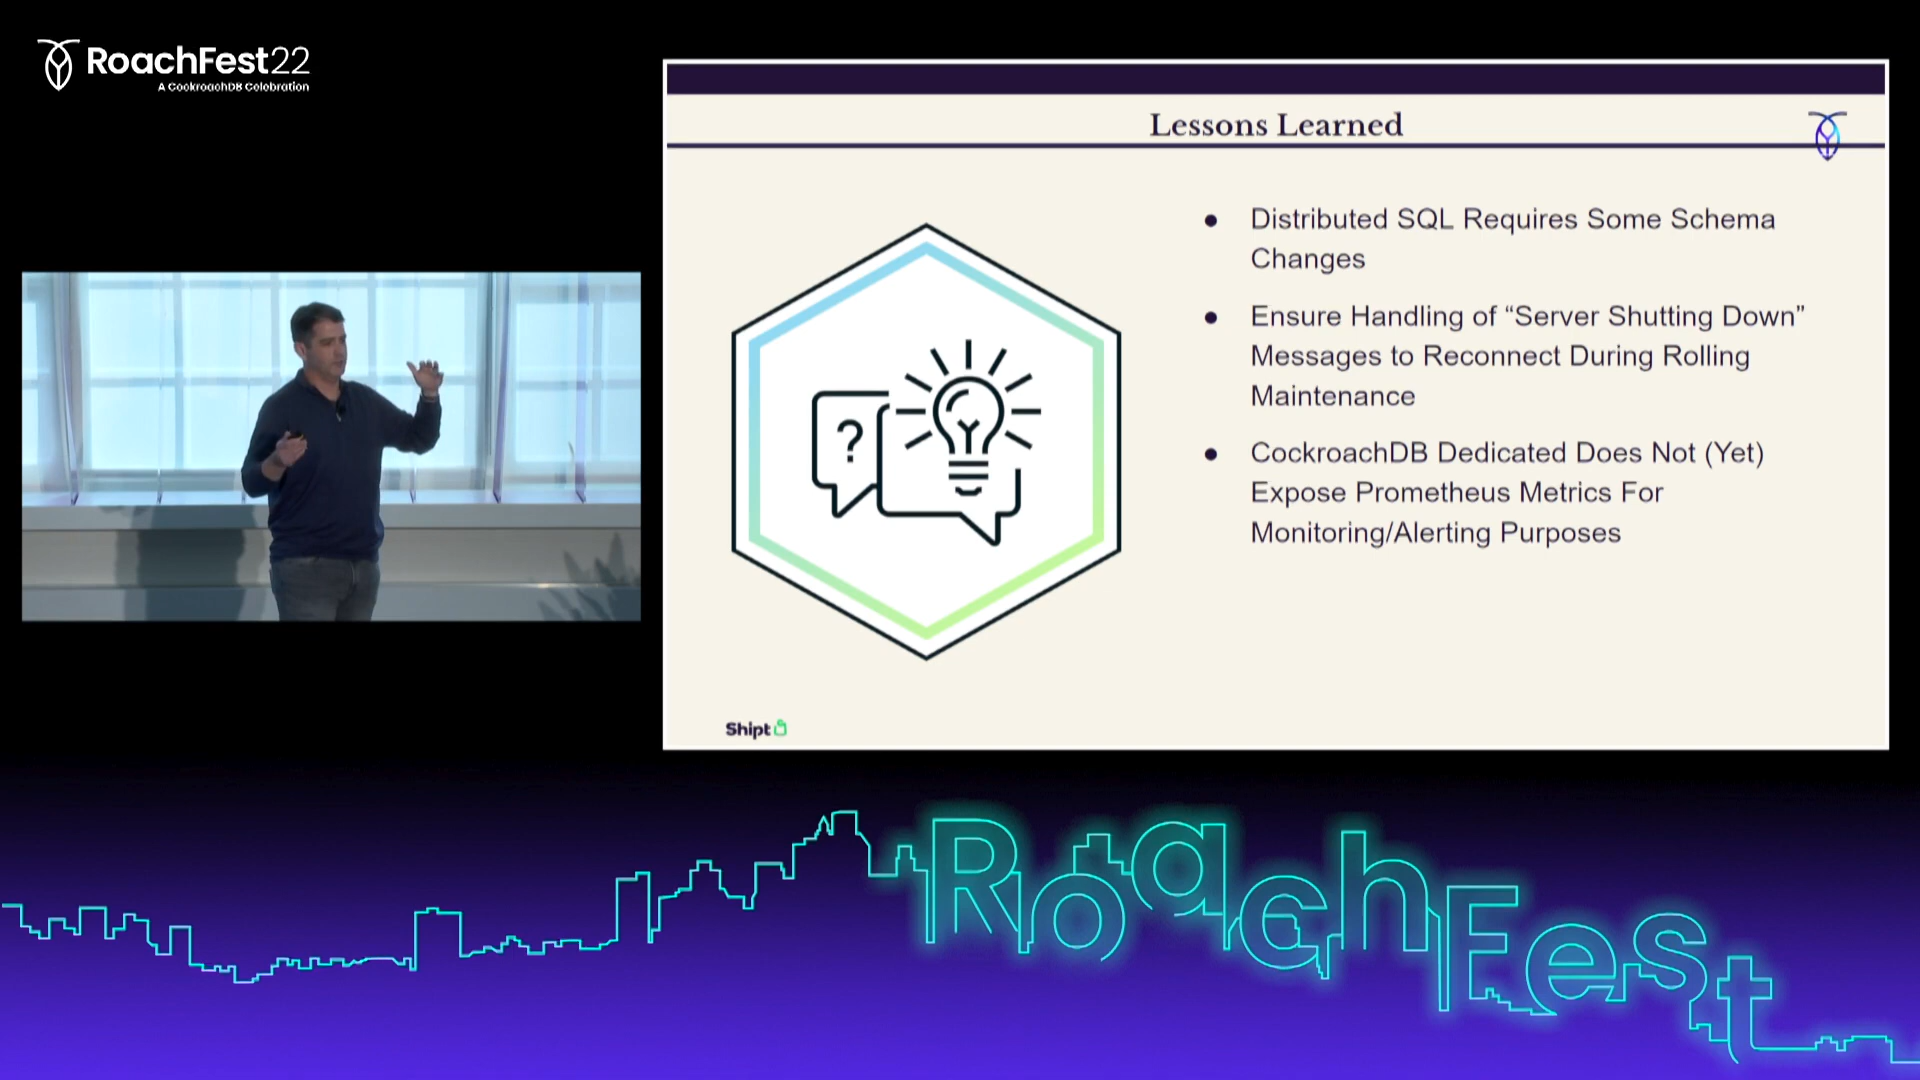 RoachFest22
A CockroachDB Celebration
Lessons Learned
● Distributed SQL Requires Some Schema
Changes
● Ensure Handling of “Server Shutting Down”
Messages to Reconnect During Rolling
Maintenance
● CockroachDB Dedicated Does Not (Yet)
Expose Prometheus Metrics For
Monitoring/Alerting Purposes
?
Shipt
RoachFest